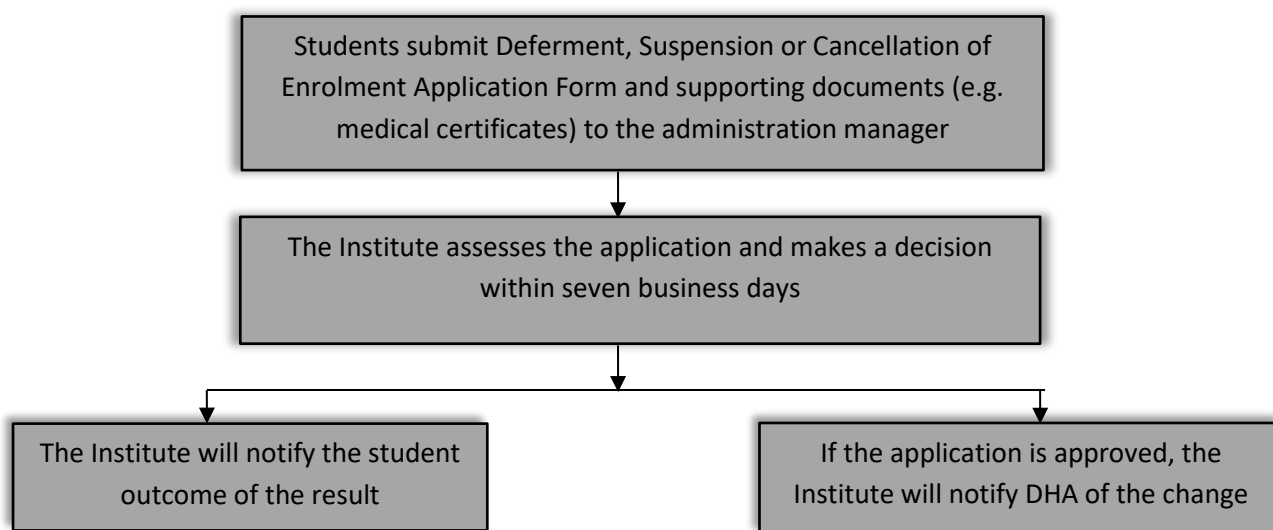 Students submit Deferment, Suspension or Cancellation of
Enrolment Application Form and supporting documents (e.g.
medical certificates) to the administration manager
The Institute assesses the application and makes a decision
within seven business days
The Institute will notify the student
outcome of the result
If the application is approved, the
Institute will notify DHA of the change